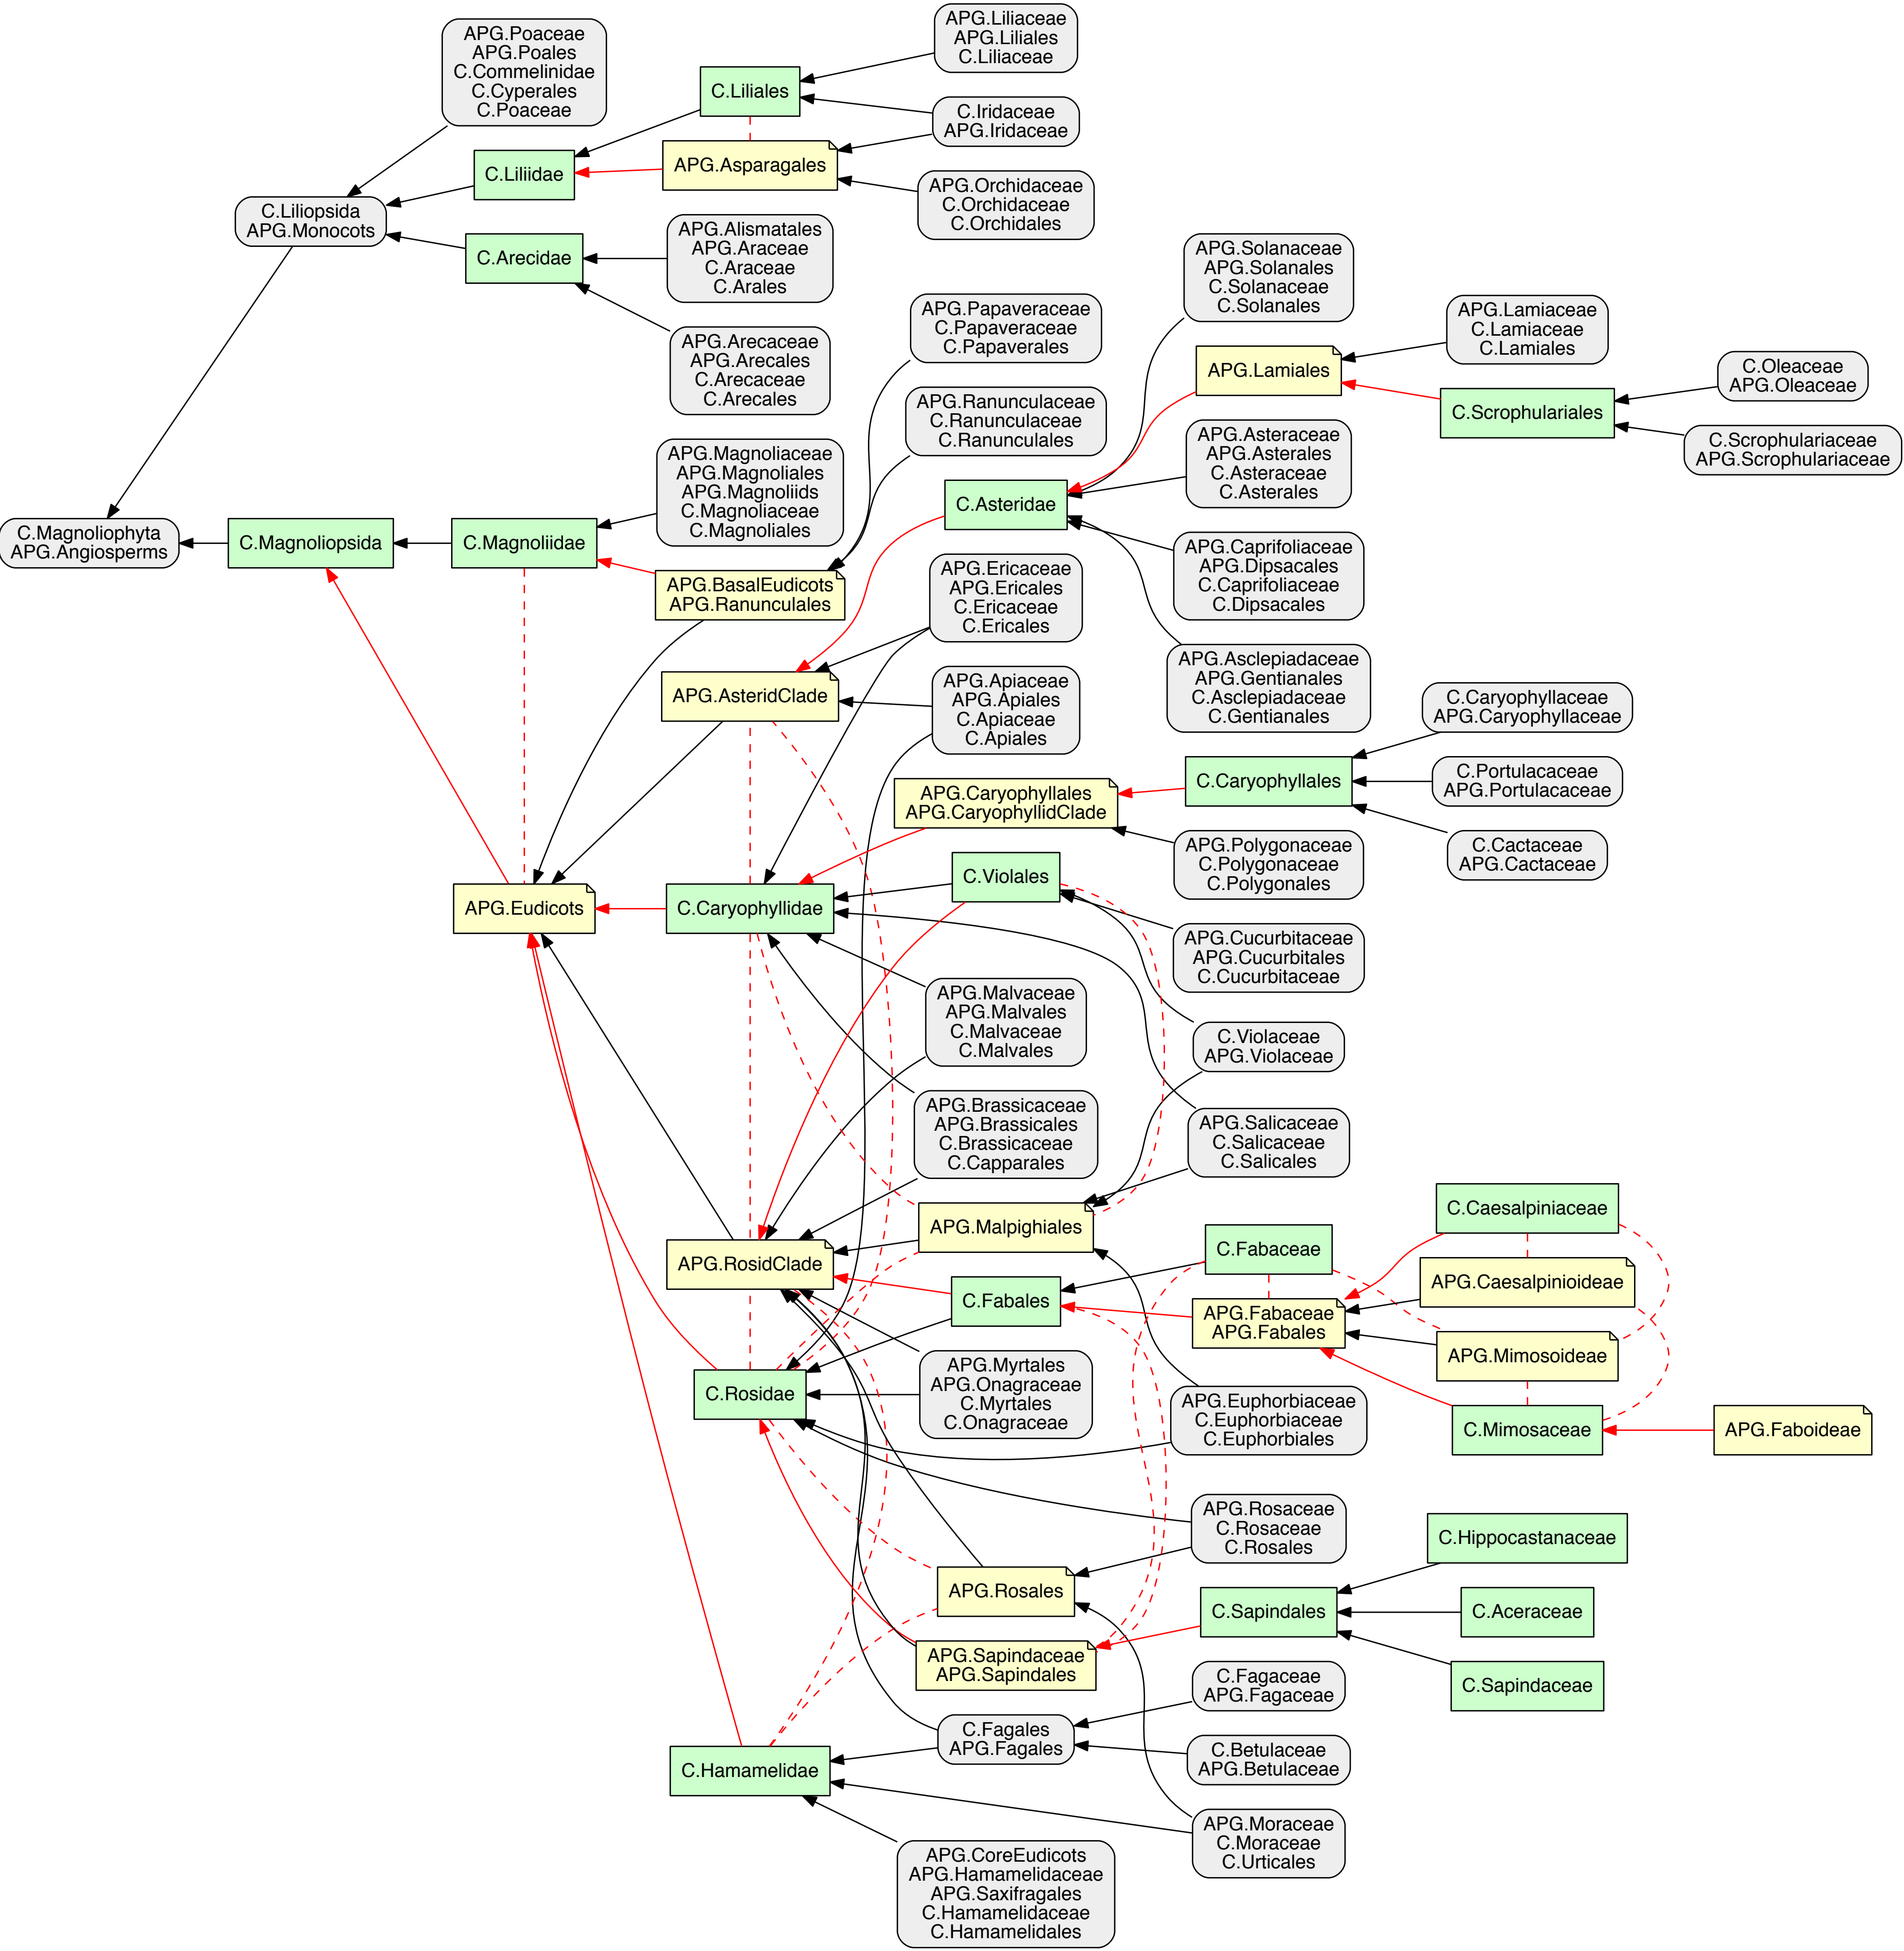 APG.Poaceae
APG.Poales
C.Commelinidae
C.Cyperales
C.Poaceae
C.Liliales
APG.Liliaceae
APG.Liliales
C.Liliaceae
C.Iridaceae
APG.Iridaceae
C.Liliidae
APG.Asparagales
APG.Orchidaceae
C.Orchidaceae
C.Orchidales
C.Liliopsida
APG.Monocots
C.Arecidae
APG.Alismatales
APG.Araceae
C.Araceae
C.Arales
APG.Arecaceae
APG.Arecales
C.Arecaceae
C.Arecales
APG.Papaveraceae
C.Papaveraceae
C.Papaverales
APG.Solanaceae
APG.Solanales
C.Solanaceae
C.Solanales
APG.Lamiaceae
C.Lamiaceae
C.Lamiales
APG.Lamiales
C.Oleaceae
APG.Oleaceae
C.Scrophulariales
APG.Ranunculaceae
C.Ranunculaceae
C.Ranunculales
APG.Asteraceae
APG.Asterales
C.Asteraceae
C.Asterales
C.Scrophulariaceae
APG.Scrophulariaceae
APG.Magnoliaceae
APG.Magnoliales
APG.Magnoliids
C.Magnoliaceae
C.Magnoliales
C.Asteridae
C.Magnoliophyta
APG.Angiosperms
C.Magnoliopsida
C.Magnoliidae
APG.BasalEudicots
APG.Ranunculales
APG.Caprifoliaceae
APG.Dipsacales
C.Caprifoliaceae
C.Dipsacales
APG.Ericaceae
APG.Ericales
C.Ericaceae
C.Ericales
APG.AsteridClade
APG.Apiaceae
APG.Apiales
C.Apiaceae
C.Apiales
APG.Asclepiadaceae
APG.Gentianales
C.Asclepiadaceae
C.Gentianales
C.Caryophyllaceae
APG.Caryophyllaceae
APG.Caryophyllales
APG.CaryophyllidClade
C.Caryophyllales
C.Portulacaceae
APG.Portulacaceae
C.Cactaceae
APG.Cactaceae
APG.Polygonaceae
C.Polygonaceae
C.Polygonales
C.Violales
APG.Eudicots
C.Caryophyllidae
APG.Cucurbitaceae
APG.Cucurbitales
C.Cucurbitaceae
APG.Malvaceae
APG.Malvales
C.Malvaceae
C.Malvales
C.Violaceae
APG.Violaceae
APG.Brassicaceae
APG.Brassicales
C.Brassicaceae
C.Capparales
APG.Salicaceae
C.Salicaceae
C.Salicales
APG.Malpighiales
C.Caesalpiniaceae
APG.RosidClade
C.Fabaceae
APG.Caesalpinioideae
C.Fabales
APG.Fabaceae
APG.Fabales
APG.Mimosoideae
C.Rosidae
APG.Myrtales
APG.Onagraceae
C.Myrtales
C.Onagraceae
APG.Euphorbiaceae
C.Euphorbiaceae
C.Euphorbiales
C.Mimosaceae
APG.Faboideae
APG.Rosaceae
C.Rosaceae
C.Rosales
C.Hippocastanaceae
APG.Rosales
C.Sapindales
C.Aceraceae
APG.Sapindaceae
APG.Sapindales
C.Sapindaceae
C.Fagaceae
APG.Fagaceae
C.Fagales
APG.Fagales
C.Betulaceae
APG.Betulaceae
C.Hamamelidae
APG.Moraceae
C.Moraceae
C.Urticales
APG.CoreEudicots
APG.Hamamelidaceae
APG.Saxifragales
C.Hamamelidaceae
C.Hamamelidales